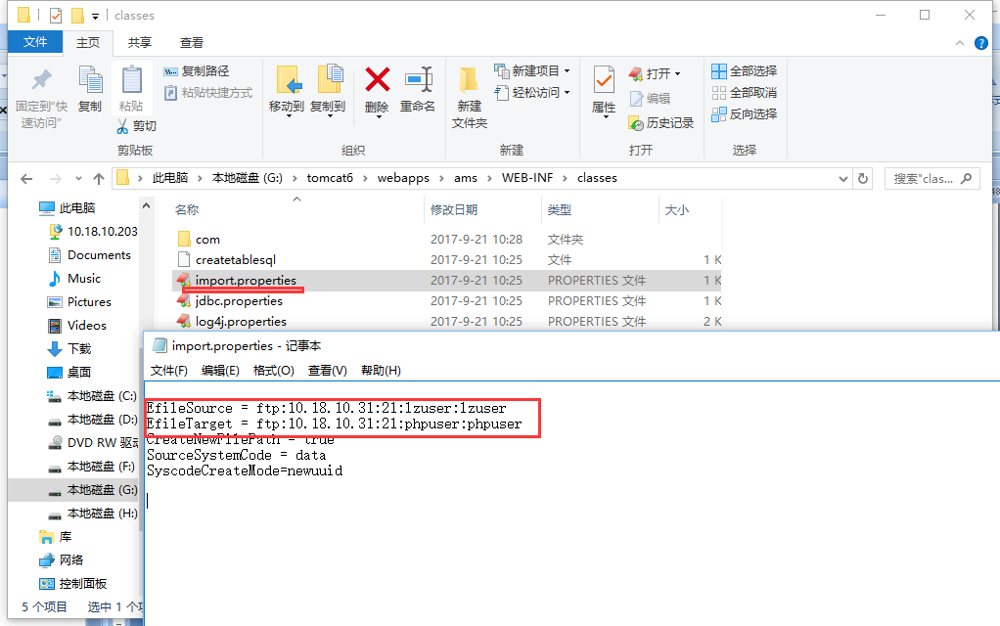 classes
文件 主页 共享 查看
固定到“快速访问”
复制
粘贴
复制路径
粘贴快捷方式
剪切
剪贴板
移动到 复制到 删除 重命名
组织
新建文件夹
新建项目
轻松访问
新建
属性
打开
编辑
历史记录
打开
全部选择
全部取消
反向选择
选择
此电脑 本地磁盘 (G:) tomcat6 webapps ams WEB-INF classes
搜索"clas...
此电脑
10.18.10.203
Documents
Music
Pictures
Videos
下载
桌面
本地磁盘 (C:)
本地磁盘 (D:)
DVD RW 驱动
本地磁盘 (F:)
本地磁盘 (G:)
本地磁盘 (H:)
库
网络
控制面板
名称 修改日期 类型 大小
com 2017-9-21 10:28 文件夹
createtablesql 2017-9-21 10:25 文件 1 K
import.properties 2017-9-21 10:25 PROPERTIES 文件 1 K
jdbc.properties 2017-9-21 10:25 PROPERTIES 文件 1 K
log4j.properties 2017-9-21 10:25 PROPERTIES 文件 2 K
import.properties - 记事本
文件(F) 编辑(E) 格式(O) 查看(V) 帮助(H)
EfileSource = ftp:10.18.10.31:21:lzuser:lzuser
EfileTarget = ftp:10.18.10.31:21:phpuser:phpuser
CreateNewFilePath = true
SourceSystemCode = data
SyscodeCreateMode=newuuid
5 个项目 选中 1 个项